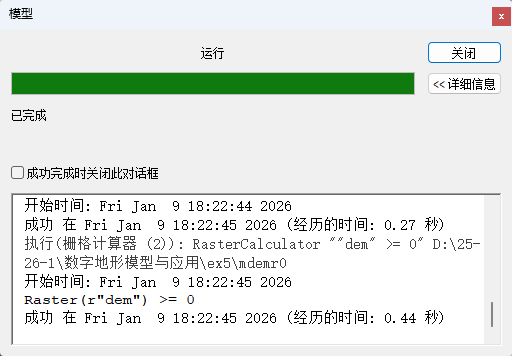 模型
x
运行
关闭
<< 详细信息
已完成
成功完成时关闭此对话框
开始时间: Fri Jan  9 18:22:44 2026
成功 在 Fri Jan  9 18:22:45 2026 (经历的时间: 0.27 秒)
执行(栅格计算器 (2)): RasterCalculator ""dem" >= 0" D:\25-
26-1\数字地形模型与应用\ex5\mdemr0
开始时间: Fri Jan  9 18:22:45 2026
Raster(r"dem") >= 0
成功 在 Fri Jan  9 18:22:45 2026 (经历的时间: 0.44 秒)